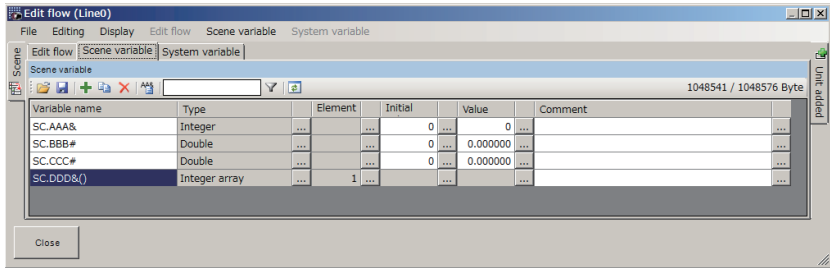 Edit flow (Line0)
File Editing Display Edit flow Scene variable System variable
Scene
Edit flow Scene variable System variable
Scene variable
AAA 1048541 / 1048576 Byte
Unit added
Variable name Type Element Initial Value Comment
SC.AAA& Integer ... ... 0 ... 0 ... ...
SC.BBB# Double ... ... 0 ... 0.000000 ... ...
SC.CCC# Double ... ... 0 ... 0.000000 ... ...
SC.DDD&() Integer array ... 1 ... ... ... ...
Close